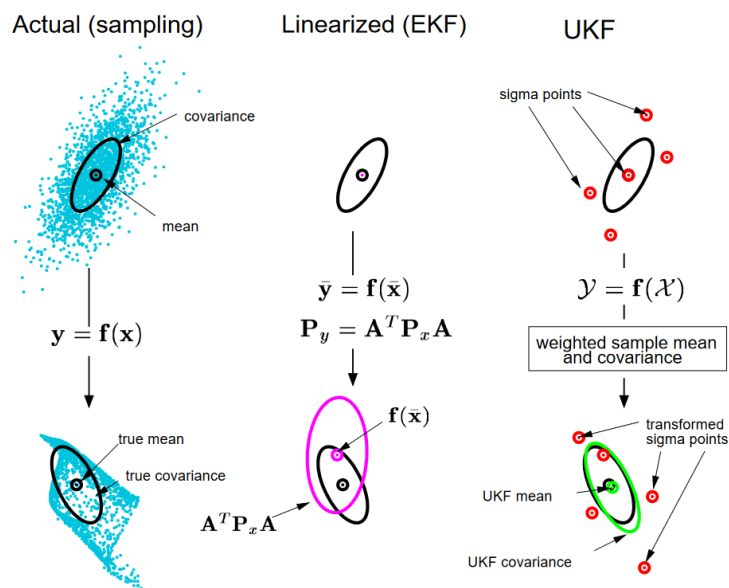 Actual (sampling)
Linearized (EKF)
UKF
sigma points
covariance
mean
ȳ = f(x̄)
𝒴 = f(𝒳)
y = f(x)
P_y = A^T P_x A
weighted sample mean
and covariance
f(x̄)
true mean
transformed
sigma points
true covariance
UKF mean
A^T P_x A
UKF covariance